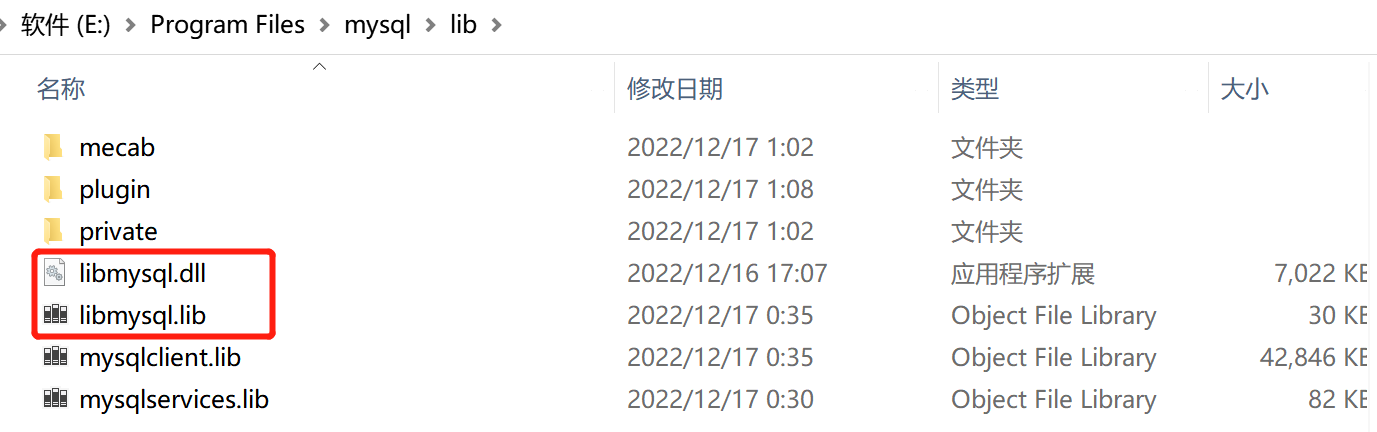 软件 (E:) Program Files mysql lib
名称 修改日期 类型 大小
mecab 2022/12/17 1:02 文件夹
plugin 2022/12/17 1:08 文件夹
private 2022/12/17 1:02 文件夹
libmysql.dll 2022/12/16 17:07 应用程序扩展 7,022 KB
libmysql.lib 2022/12/17 0:35 Object File Library 30 KB
mysqlclient.lib 2022/12/17 0:35 Object File Library 42,846 KB
mysqlservices.lib 2022/12/17 0:30 Object File Library 82 KB